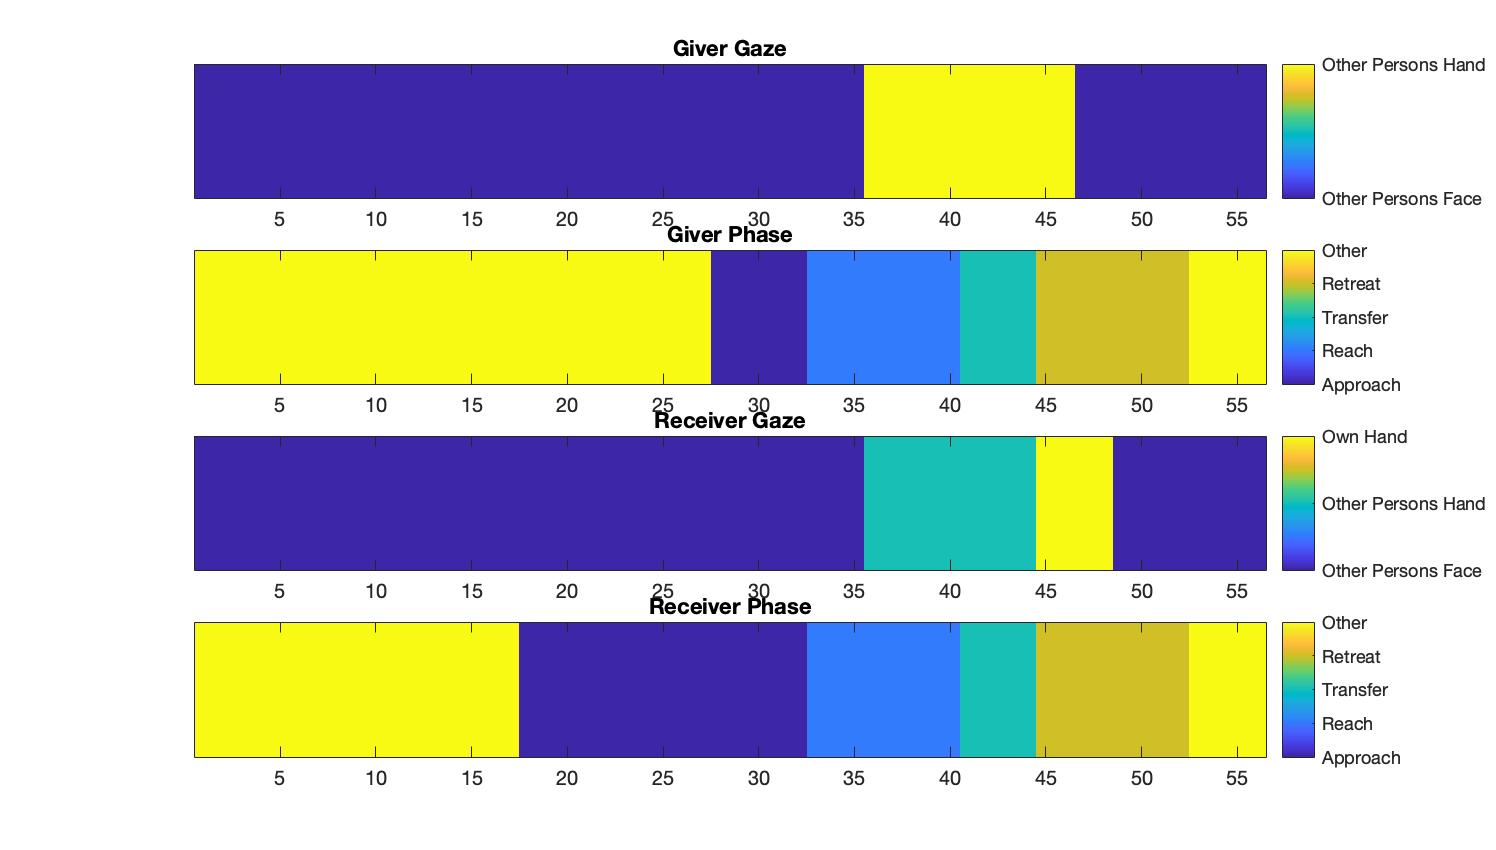 Giver Gaze
Other Persons Hand
Other Persons Face
5 10 15 20 25 30 35 40 45 50 55
Giver Phase
Other
Retreat
Transfer
Reach
Approach
5 10 15 20 25 30 35 40 45 50 55
Receiver Gaze
Own Hand
Other Persons Hand
Other Persons Face
5 10 15 20 25 30 35 40 45 50 55
Receiver Phase
Other
Retreat
Transfer
Reach
Approach
5 10 15 20 25 30 35 40 45 50 55